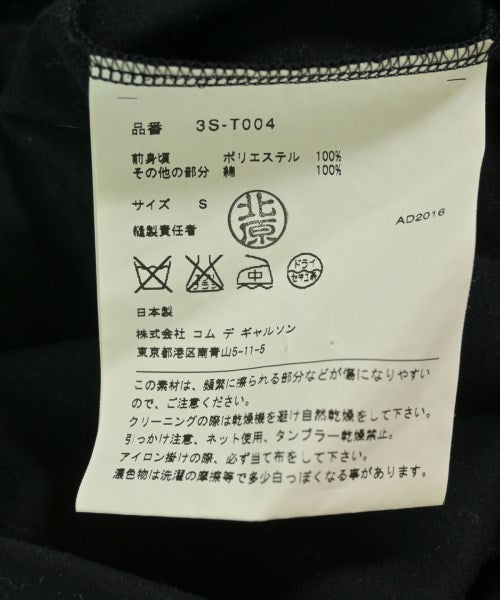 品番 3S-T004
前身頃 ポリエステル 100%
その他の部分 綿 100%
サイズ S
北原
縫製責任者
AD2016
エンソ
サラシ
中
ドライ
セキユ系
日本製
株式会社 コム デ ギャルソン
東京都港区南青山5-11-5
この素材は、頻繁に擦られる部分などが傷になりやすい
ので、ご注意ください。
クリーニングの際は乾燥機を避け自然乾燥をして下さい。
引っかけ注意、ネット使用、タンブラー乾燥禁止。
アイロン掛けの際、必ず当て布をして下さい。
濃色物は洗濯の摩擦等で多少白っぽくなる事があります。